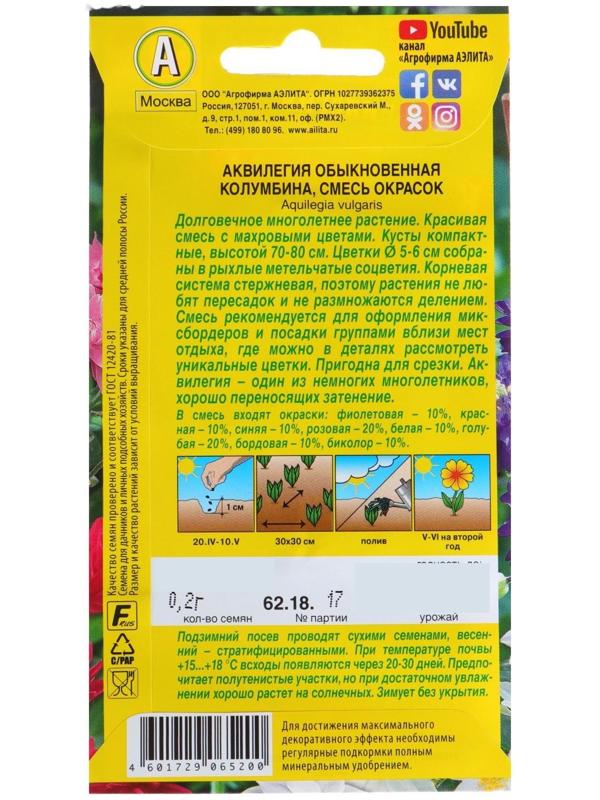 А
Москва
YouTube
канал
«Агрофирма АЭЛИТА»
ООО "Агрофирма АЭЛИТА". ОГРН 1027739362375
Россия,127051, г. Москва, пер. Сухаревский М.,
д.9, стр.1, пом.1, ком.11, оф. (РМХ2).
Тел.: (499) 180 80 96. www.ailita.ru
АКВИЛЕГИЯ ОБЫКНОВЕННАЯ
КОЛУМБИНА, СМЕСЬ ОКРАСОК
Aquilegia vulgaris
Долговечное многолетнее растение. Красивая
смесь с махровыми цветами. Кусты компакт-
ные, высотой 70-80 см. Цветки Ø 5-6 см собра-
ны в рыхлые метельчатые соцветия. Корневая
система стержневая, поэтому растения не лю-
бят пересадок и не размножаются делением.
Смесь рекомендуется для оформления мик-
сбордеров и посадки группами вблизи мест
отдыха, где можно в деталях рассмотреть
уникальные цветки. Пригодна для срезки. Ак-
вилегия – один из немногих многолетников,
хорошо переносящих затенение.
В смесь входят окраски: фиолетовая – 10%, крас-
ная – 10%, синяя – 10%, розовая – 20%, белая – 10%, голу-
бая – 20%, бордовая – 10%, биколор – 10%.
1 см
20.IV-10.V
30х30 см
полив
V-VI на второй
год
0,2г
62.18. 17
кол-во семян
№ партии
урожай
Подзимний посев проводят сухими семенами, весен-
ний – стратифицированными. При температуре почвы
+15...+18 °С всходы появляются через 20-30 дней. Предпо-
читает полутенистые участки, но при достаточном увлаж-
нении хорошо растет на солнечных. Зимует без укрытия.
Для достижения максимального
декоративного эффекта необходимы
регулярные подкормки полным
минеральным удобрением.
4 601729 065200
Качество семян проверено и соответствует ГОСТ 12420-81
Семена для дачников и личных подсобных хозяйств. Сроки указаны для средней полосы России.
Размер и качество растений зависит от условий выращивания.
C/PAP